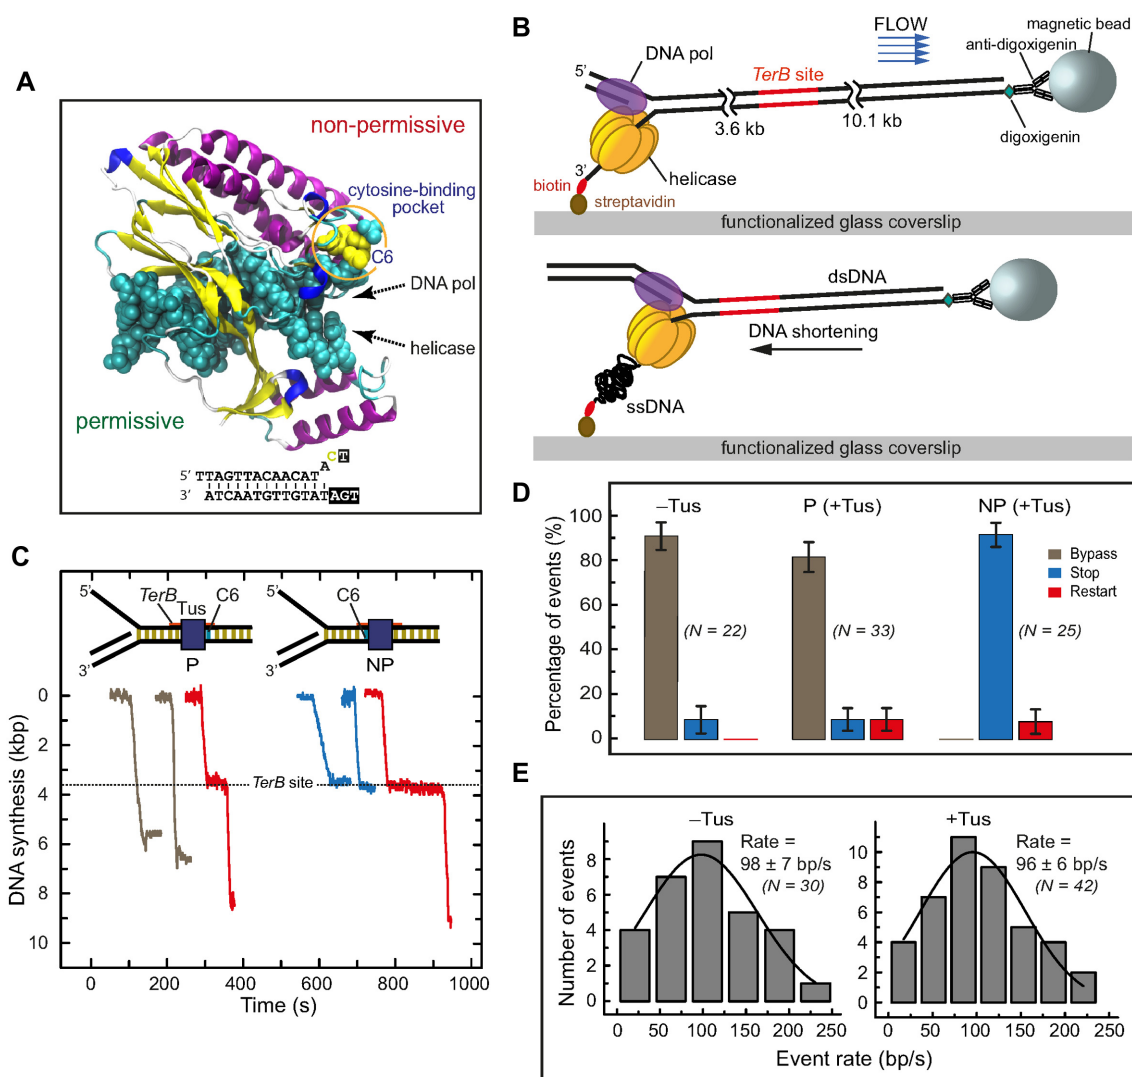 A
non-permissive
cytosine-binding
pocket
C6
DNA pol
helicase
permissive
C T
A
5′ TTAGTTACAACAT
3′ ATCAATGTTGTATAGT
B
FLOW
magnetic bead
anti-digoxigenin
DNA pol
5′
TerB site
3.6 kb
10.1 kb
digoxigenin
3′
helicase
biotin
streptavidin
functionalized glass coverslip
dsDNA
DNA shortening
ssDNA
functionalized glass coverslip
C
5′
TerB
Tus
C6
C6
3′
P
NP
0
2
4
6
8
10
DNA synthesis (kbp)
TerB site
0 200 400 600 800 1000
Time (s)
D
–Tus
P (+Tus)
NP (+Tus)
Percentage of events (%)
100
80
60
40
20
0
Bypass
Stop
Restart
(N = 22)
(N = 33)
(N = 25)
E
–Tus
Rate =
98 ± 7 bp/s
(N = 30)
Number of events
8
6
4
2
0
0 50 100 150 200 250
+Tus
Rate =
96 ± 6 bp/s
(N = 42)
10
8
6
4
2
0
0 50 100 150 200 250
Event rate (bp/s)